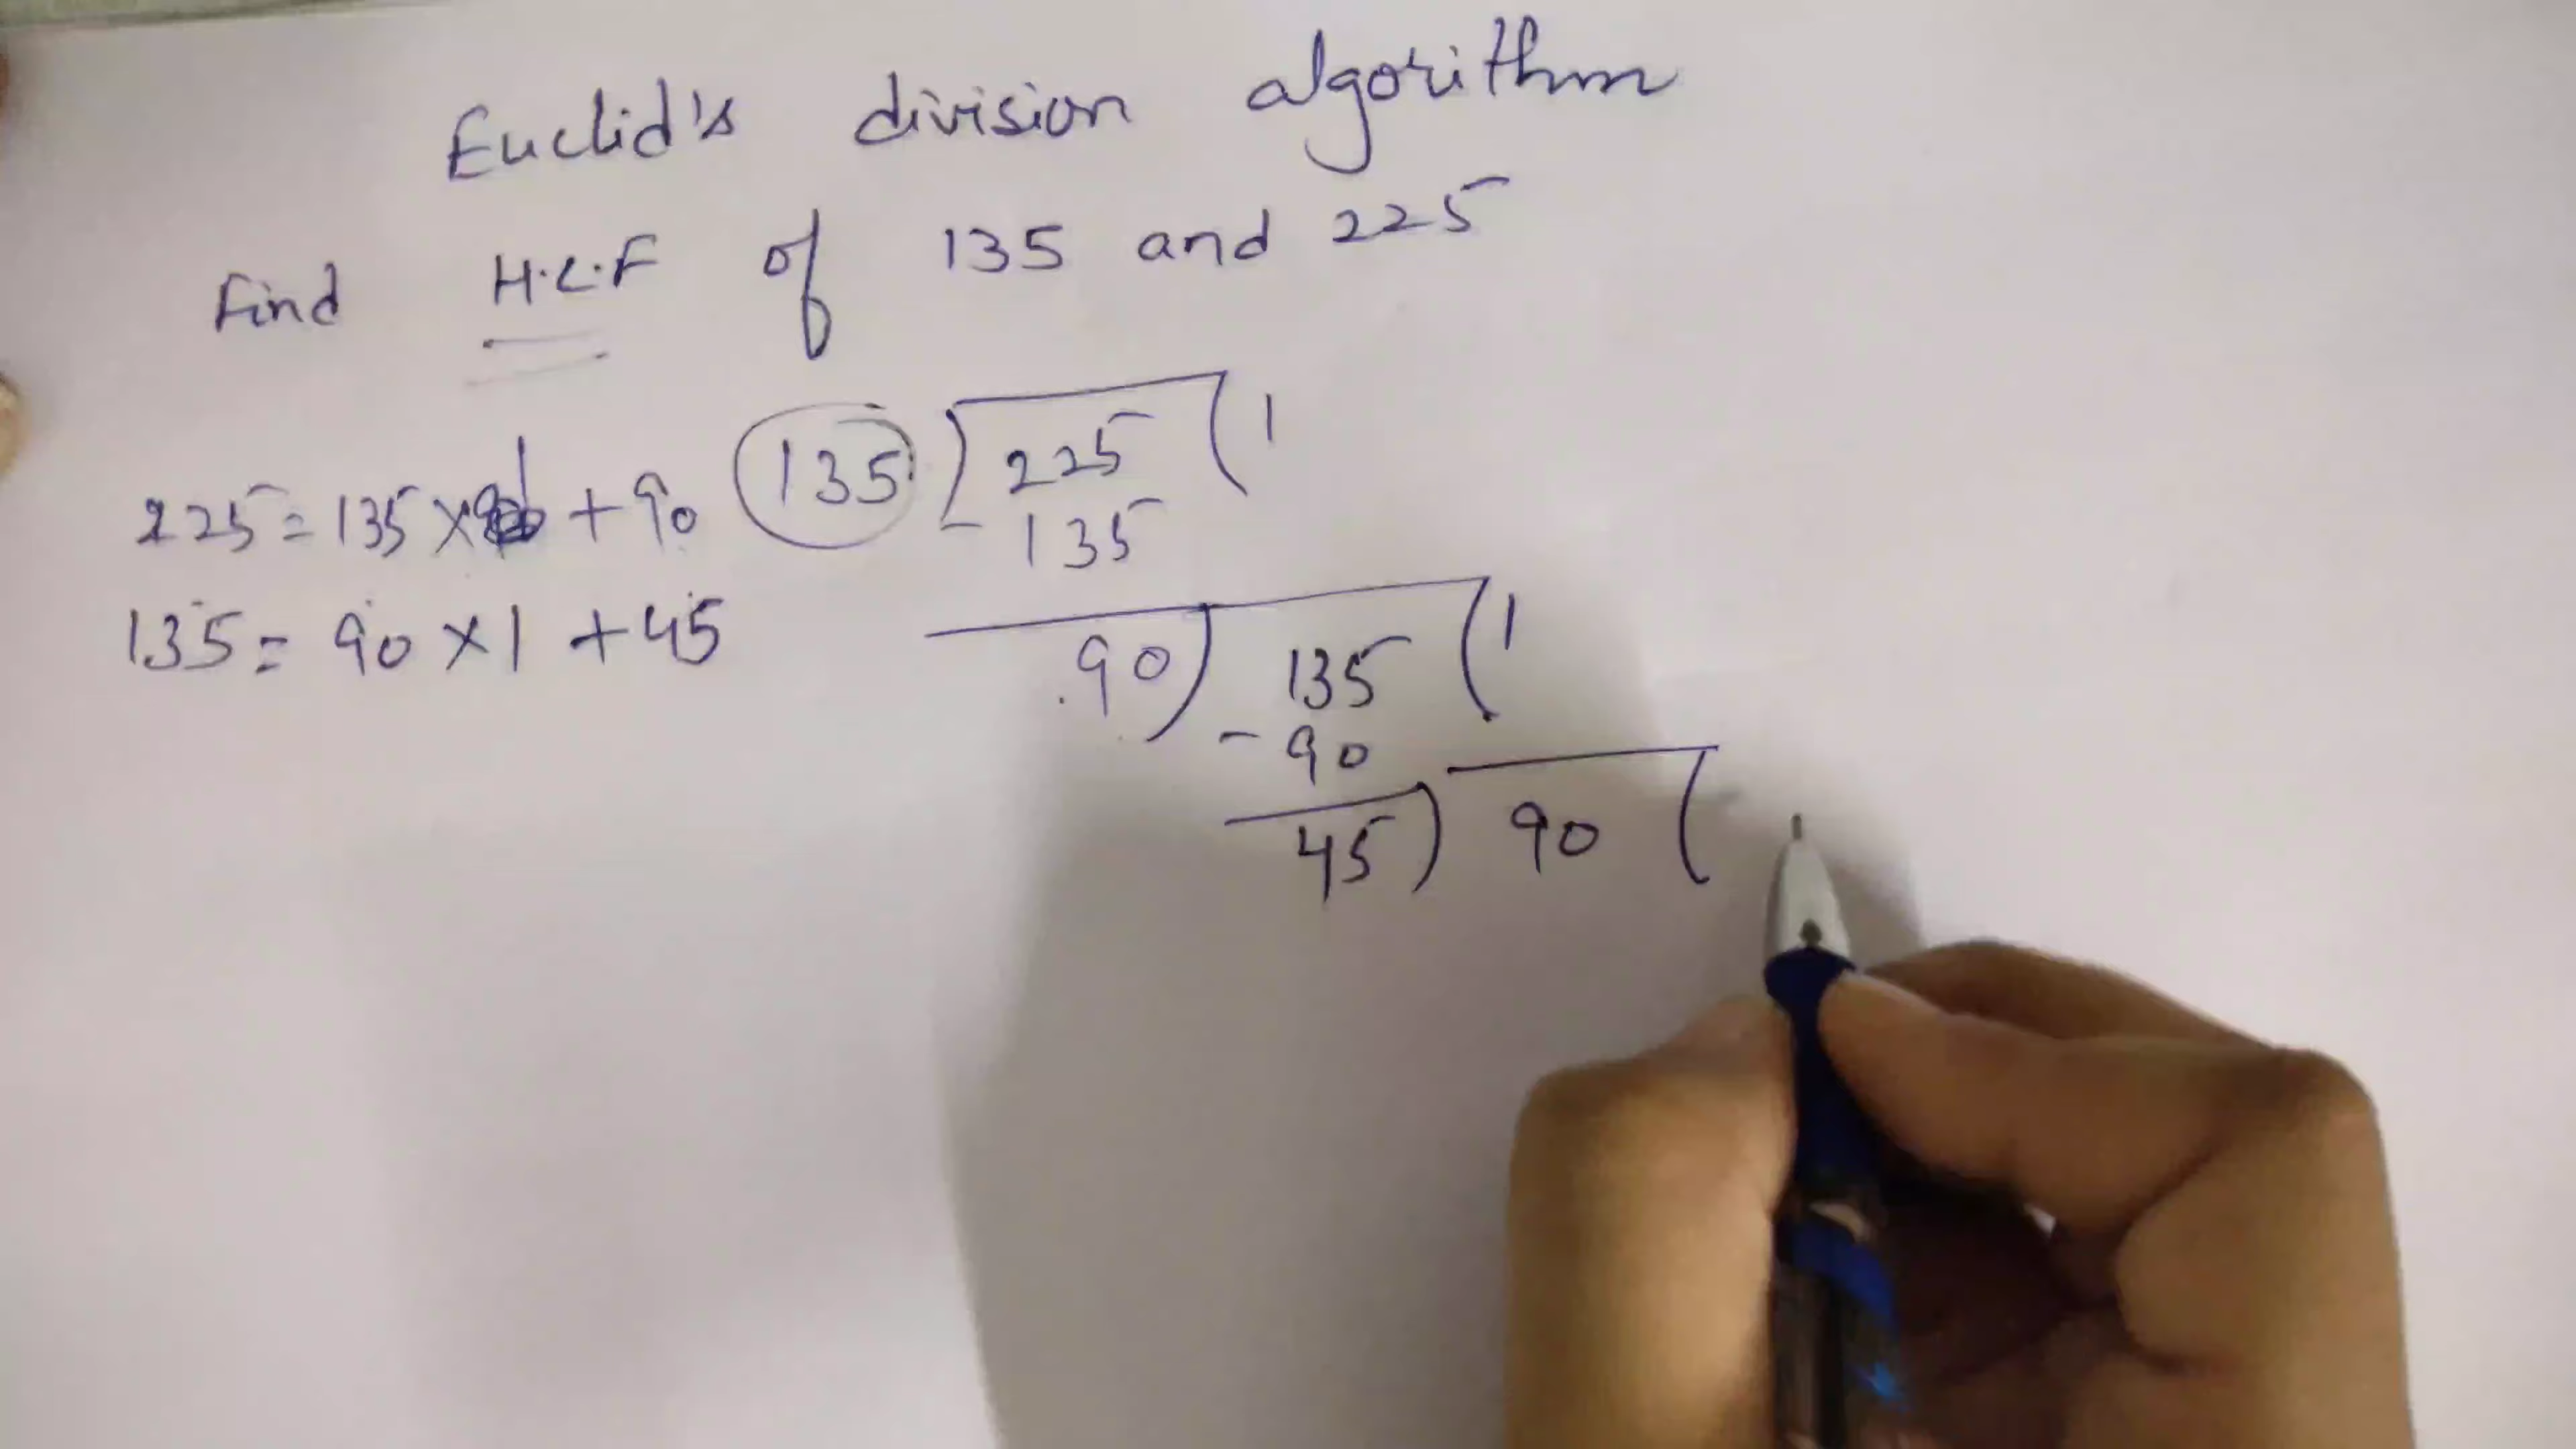 Euclid's division algorithm
Find H.C.F of 135 and 225
135 ) 225 ( 1
225 = 135 × 1 + 90
- 135
135 = 90 × 1 + 45
90 ) 135 ( 1
- 90
45 ) 90 (